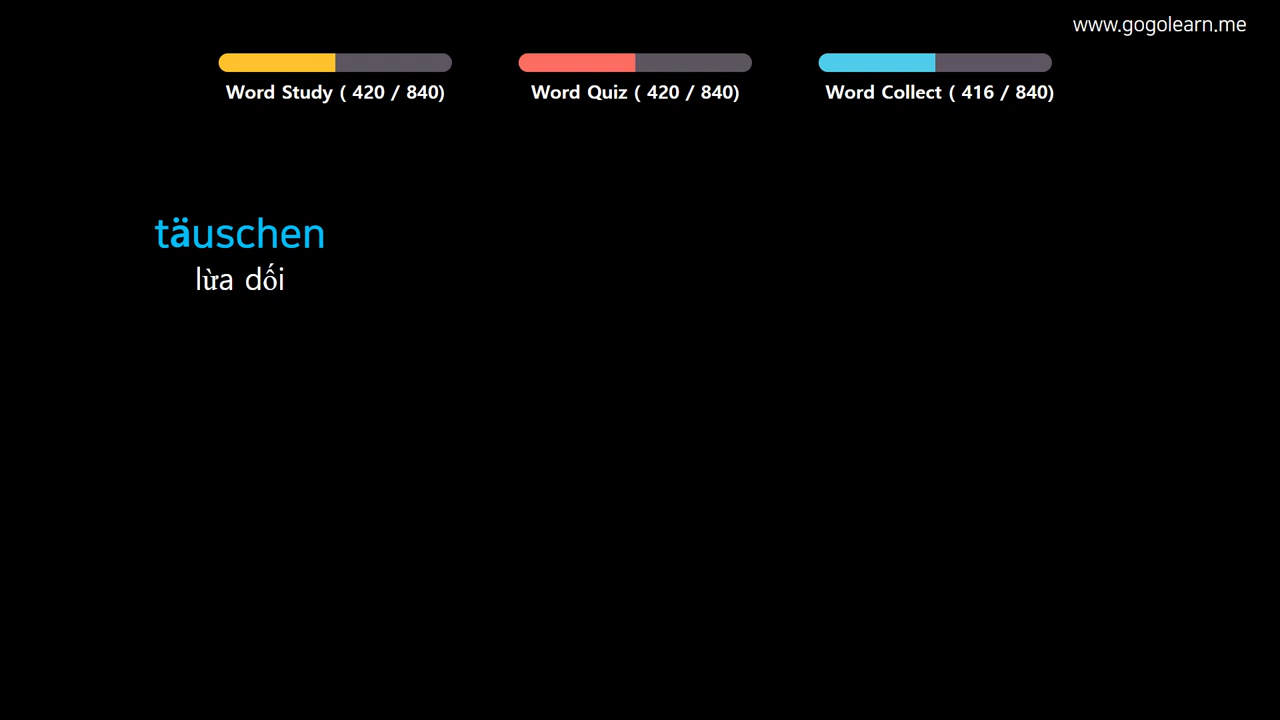 www.gogolearn.me
Word Study ( 420 / 840)
Word Quiz ( 420 / 840)
Word Collect ( 416 / 840)
täuschen
lừa dối